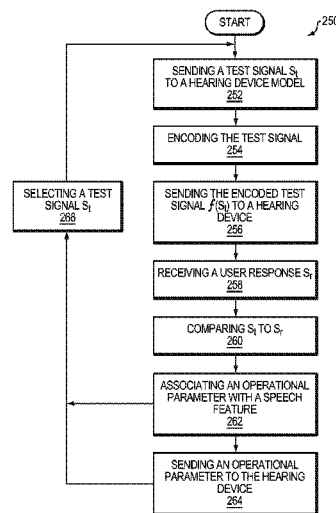 START
250
SENDING A TEST SIGNAL St
TO A HEARING DEVICE MODEL
252
ENCODING THE TEST SIGNAL
254
SELECTING A TEST
SIGNAL St
266
SENDING THE ENCODED TEST
SIGNAL f(St) TO A HEARING
DEVICE
256
RECEIVING A USER RESPONSE Sr
258
COMPARING St TO Sr
260
ASSOCIATING AN OPERATIONAL
PARAMETER WITH A SPEECH
FEATURE
262
SENDING AN OPERATIONAL
PARAMETER TO THE HEARING
DEVICE
264